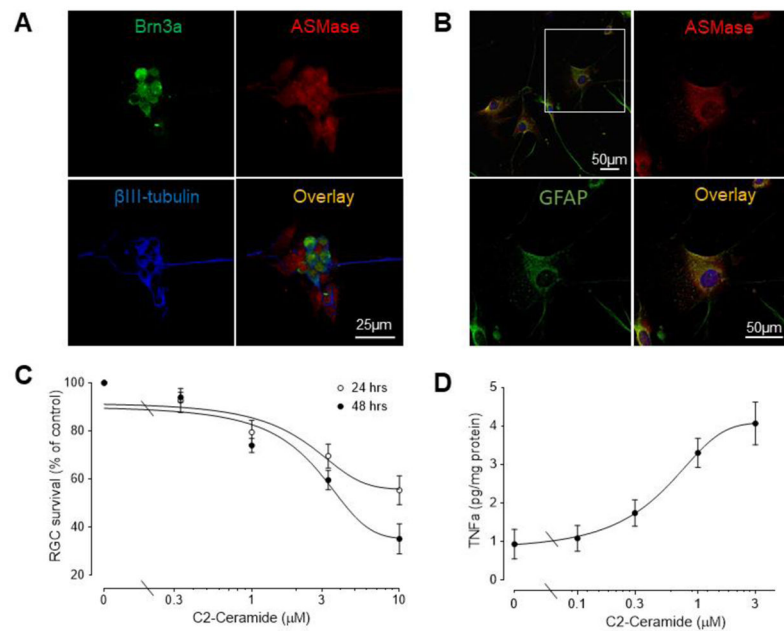 A
Brn3a
ASMase
βIII-tubulin
Overlay
25µm
B
ASMase
50µm
GFAP
Overlay
50µm
C
RGC survival (% of control)
100
80
60
40
20
24 hrs
48 hrs
0
0.3
1
3
10
C2-Ceramide (µM)
D
TNFa (pg/mg protein)
5
4
3
2
1
0
0
0.1
0.3
1
3
C2-Ceramide (µM)